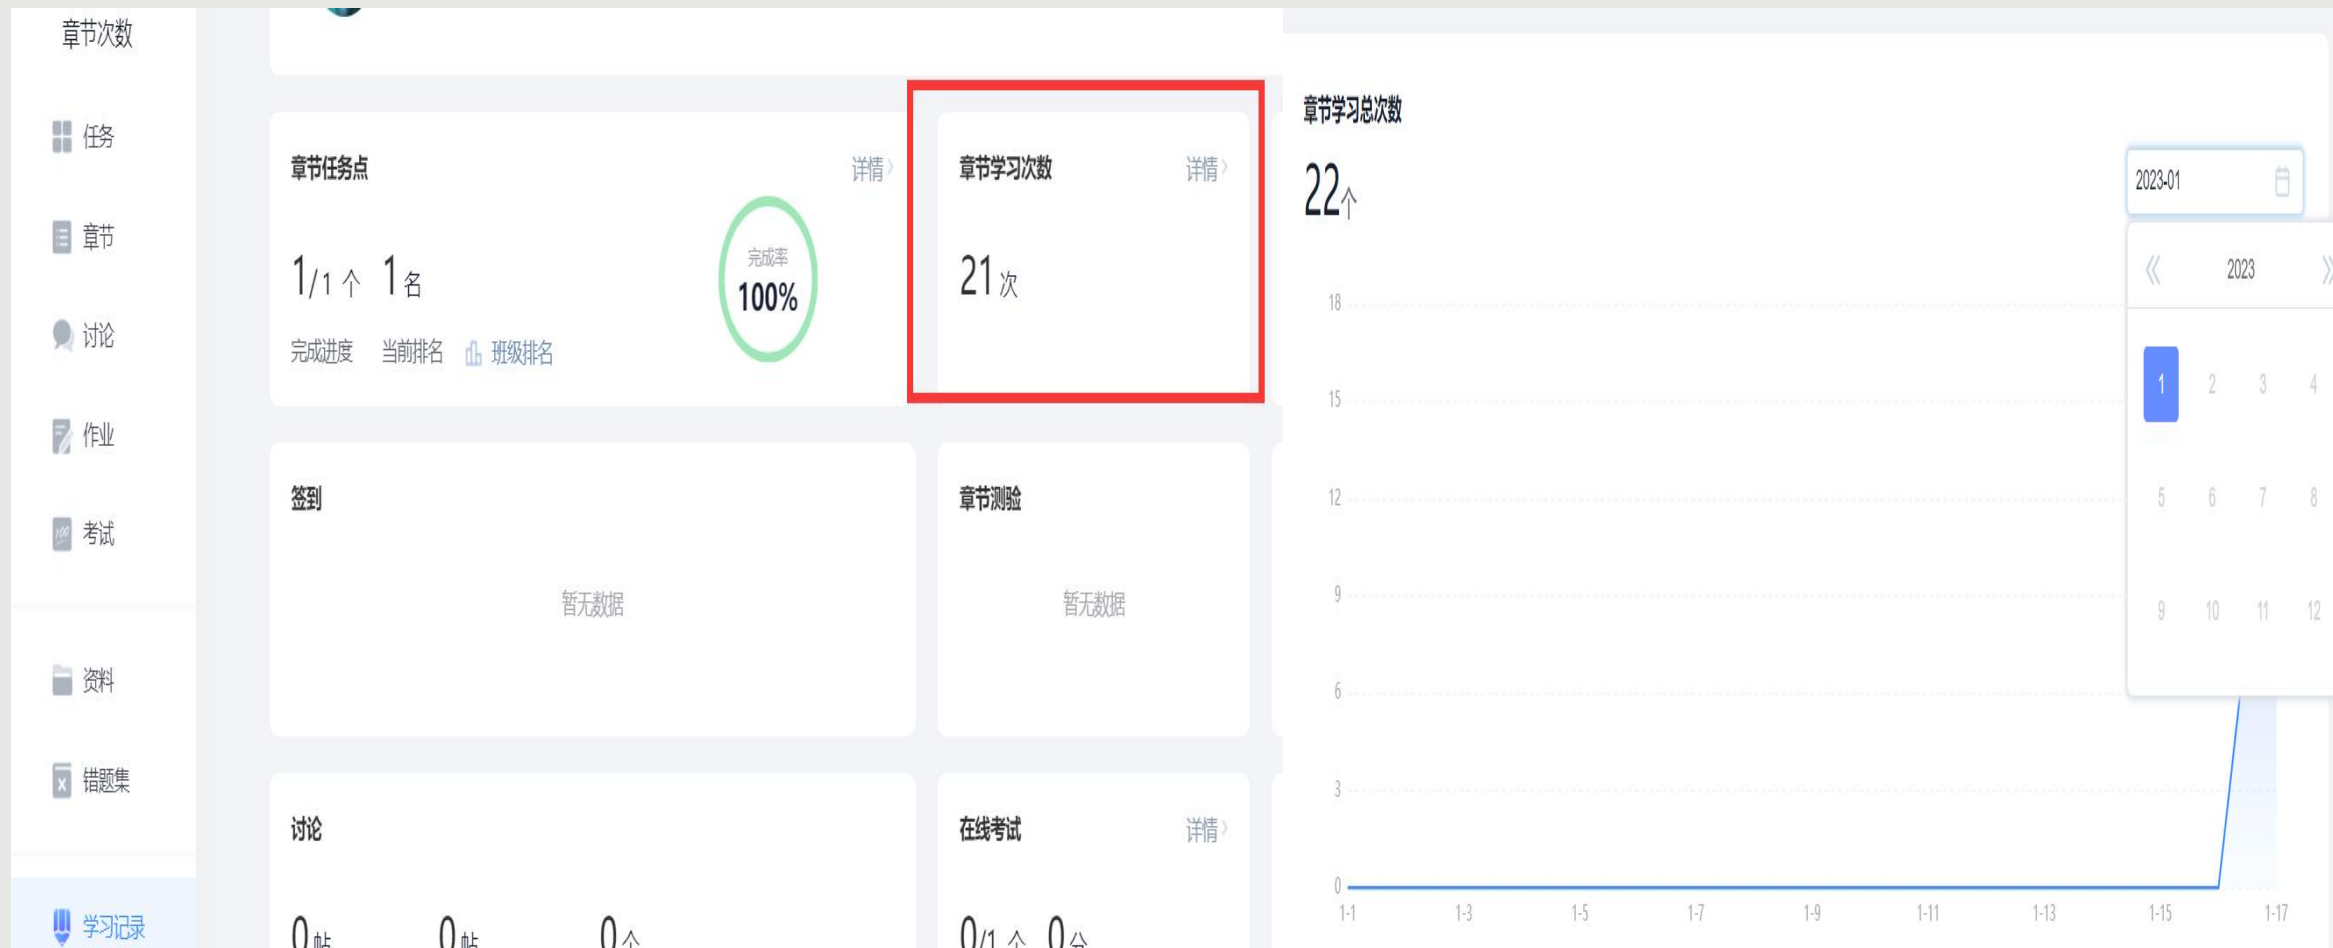 章节次数
任务
章节
讨论
作业
考试
资料
错题集
学习记录
章节任务点
详情
1/1 个 1 名
完成进度 当前排名 班级排名
完成率
100%
章节学习次数
详情
21 次
签到
暂无数据
章节测验
暂无数据
讨论
0 帖 0 帖 0 个
在线考试
详情
0/1 个 0 分
章节学习总次数
22个
2023-01
2023
1 2 3 4
5 6 7 8
9 10 11 12
18
15
12
9
6
3
0
1-1 1-3 1-5 1-7 1-9 1-11 1-13 1-15 1-17